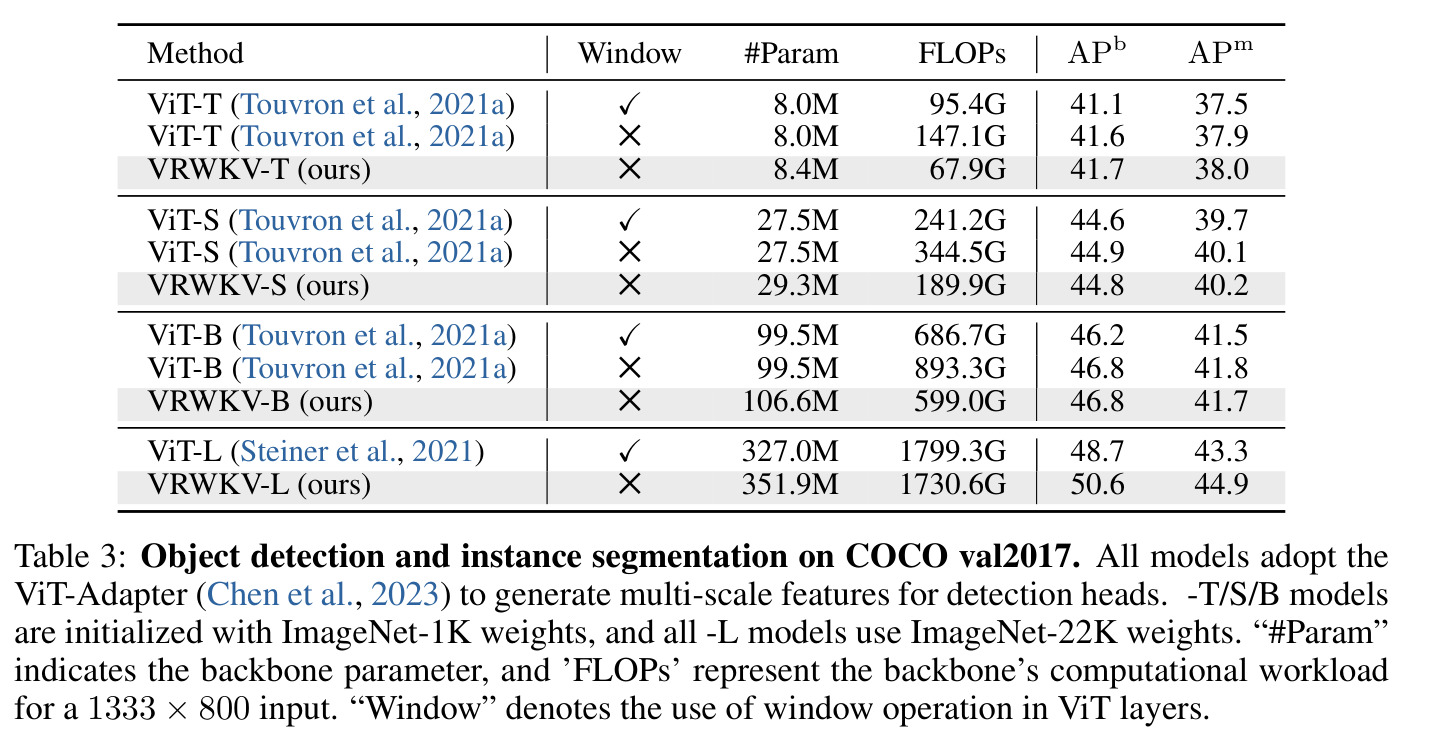 Method Window #Param FLOPs APᵇ APᵐ
ViT-T (Touvron et al., 2021a) ✓ 8.0M 95.4G 41.1 37.5
ViT-T (Touvron et al., 2021a) ✕ 8.0M 147.1G 41.6 37.9
VRWKV-T (ours) ✕ 8.4M 67.9G 41.7 38.0
ViT-S (Touvron et al., 2021a) ✓ 27.5M 241.2G 44.6 39.7
ViT-S (Touvron et al., 2021a) ✕ 27.5M 344.5G 44.9 40.1
VRWKV-S (ours) ✕ 29.3M 189.9G 44.8 40.2
ViT-B (Touvron et al., 2021a) ✓ 99.5M 686.7G 46.2 41.5
ViT-B (Touvron et al., 2021a) ✕ 99.5M 893.3G 46.8 41.8
VRWKV-B (ours) ✕ 106.6M 599.0G 46.8 41.7
ViT-L (Steiner et al., 2021) ✓ 327.0M 1799.3G 48.7 43.3
VRWKV-L (ours) ✕ 351.9M 1730.6G 50.6 44.9
Table 3: Object detection and instance segmentation on COCO val2017. All models adopt the
ViT-Adapter (Chen et al., 2023) to generate multi-scale features for detection heads. -T/S/B models
are initialized with ImageNet-1K weights, and all -L models use ImageNet-22K weights. “#Param”
indicates the backbone parameter, and ’FLOPs’ represent the backbone’s computational workload
for a 1333 × 800 input. “Window” denotes the use of window operation in ViT layers.